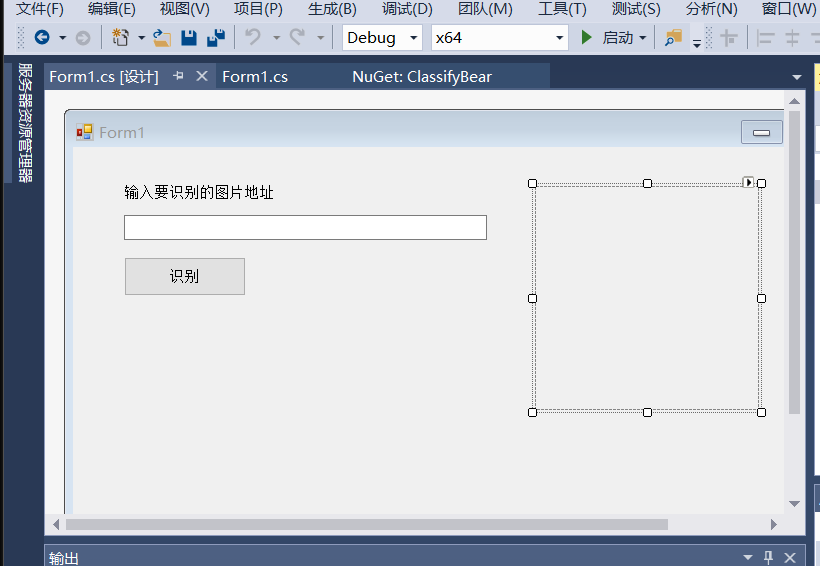 文件(F) 编辑(E) 视图(V) 项目(P) 生成(B) 调试(D) 团队(M) 工具(T) 测试(S) 分析(N) 窗口(W)
Debug x64 启动
服务器资源管理器
Form1.cs [设计] Form1.cs NuGet: ClassifyBear
Form1
输入要识别的图片地址
识别
输出